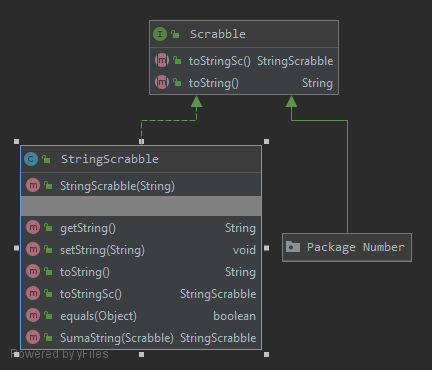 Scrabble
toStringSc() StringScrabble
toString() String
StringScrabble
StringScrabble(String)
getString() String
setString(String) void
toString() String
toStringSc() StringScrabble
equals(Object) boolean
SumaString(Scrabble) StringScrabble
Package Number
Powered by yFiles